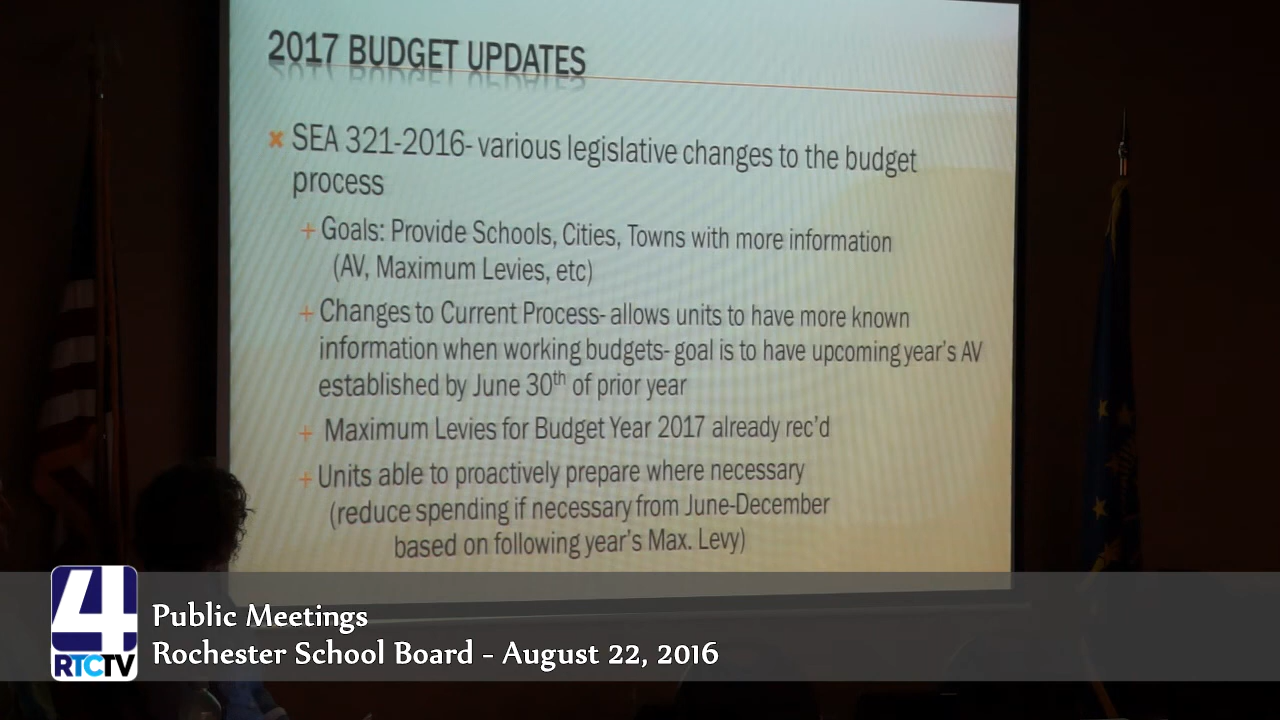 2017 BUDGET UPDATES
SEA 321-2016- various legislative changes to the budget
process
Goals: Provide Schools, Cities, Towns with more information
(AV, Maximum Levies, etc)
Changes to Current Process- allows units to have more known
information when working budgets- goal is to have upcoming year's AV
established by June 30th of prior year
Maximum Levies for Budget Year 2017 already rec'd
Units able to proactively prepare where necessary
(reduce spending if necessary from June-December
based on following year's Max. Levy)
4
RTCTV
Public Meetings
Rochester School Board - August 22, 2016